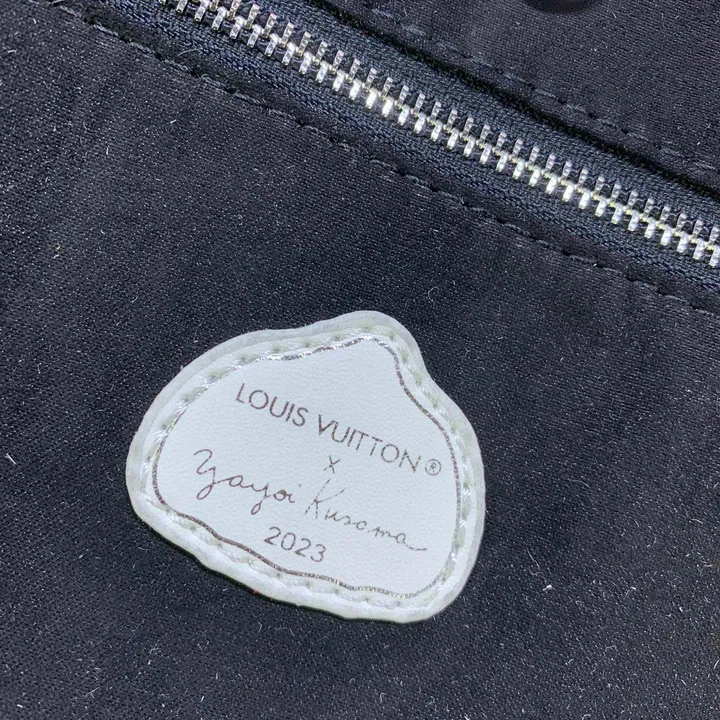 LOUIS VUITTON®
x
Yayoi Kusama
2023